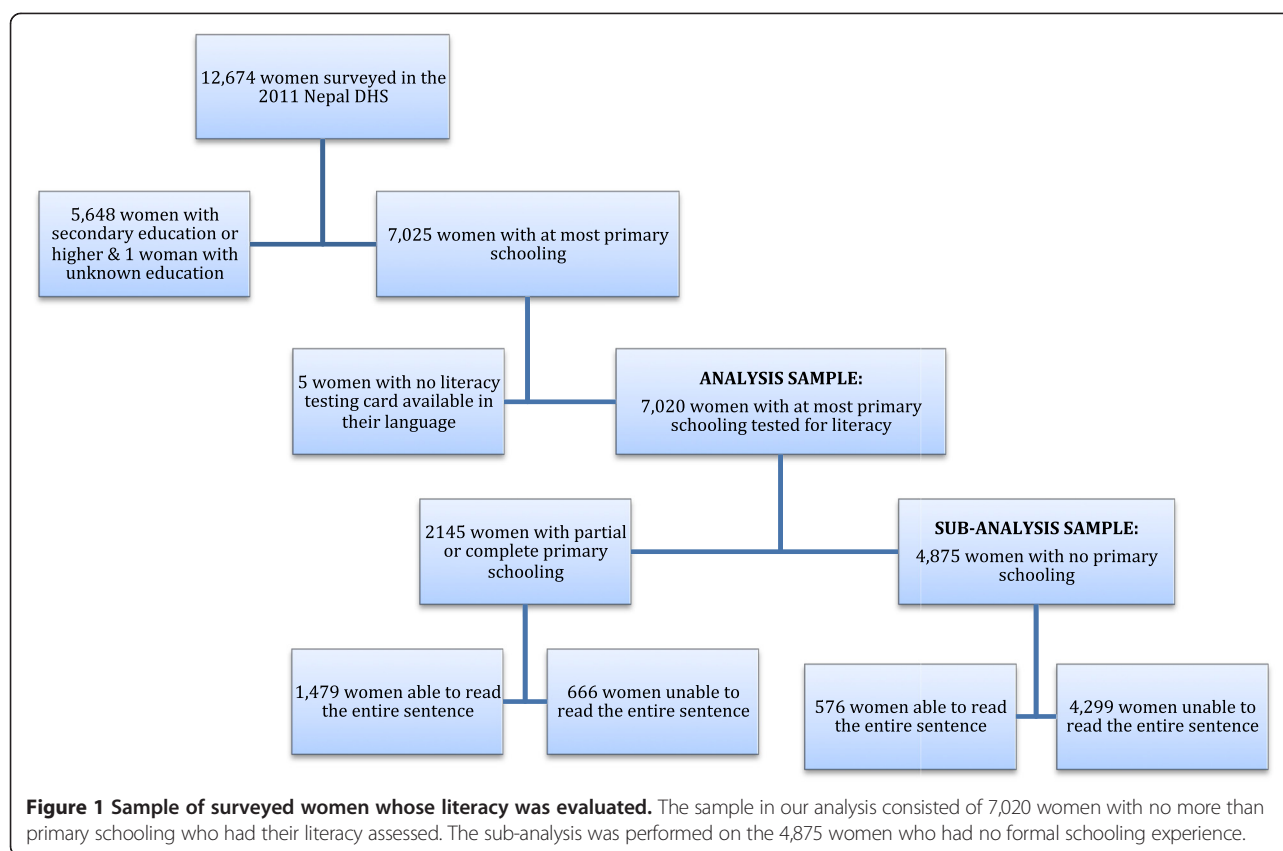 12,674 women surveyed in the
2011 Nepal DHS
5,648 women with
secondary education or
higher & 1 woman with
unknown education
7,025 women with at most primary
schooling
5 women with no literacy
testing card available in
their language
ANALYSIS SAMPLE:
7,020 women with at most primary
schooling tested for literacy
2145 women with partial
or complete primary
schooling
SUB-ANALYSIS SAMPLE:
4,875 women with no primary
schooling
1,479 women able to read
the entire sentence
666 women unable to
read the entire sentence
576 women able to read
the entire sentence
4,299 women unable to
read the entire sentence
Figure 1 Sample of surveyed women whose literacy was evaluated. The sample in our analysis consisted of 7,020 women with no more than
primary schooling who had their literacy assessed. The sub-analysis was performed on the 4,875 women who had no formal schooling experience.